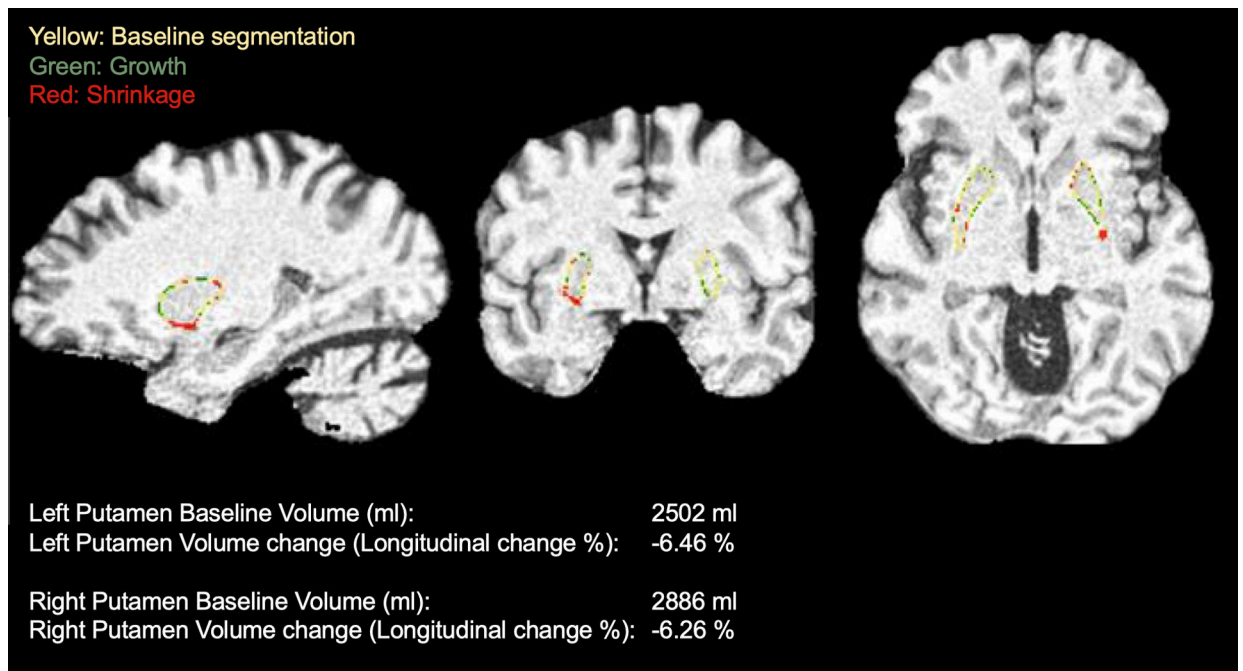 Yellow: Baseline segmentation
Green: Growth
Red: Shrinkage
Left Putamen Baseline Volume (ml): 2502 ml
Left Putamen Volume change (Longitudinal change %): -6.46 %
Right Putamen Baseline Volume (ml): 2886 ml
Right Putamen Volume change (Longitudinal change %): -6.26 %